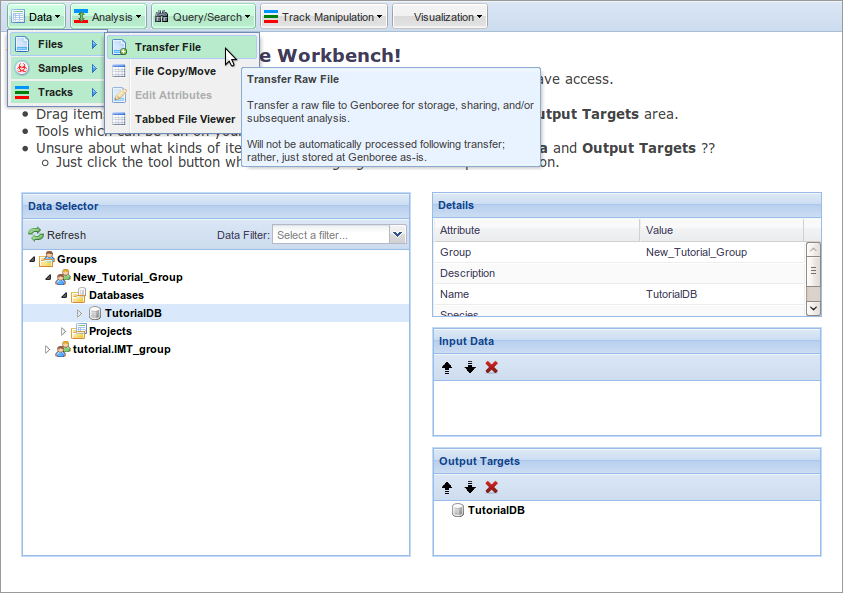 Data Analysis Query/Search Track Manipulation Visualization
Files
Samples
Tracks
Transfer File
File Copy/Move
Edit Attributes
Tabbed File Viewer
e Workbench!
ave access.
Transfer Raw File
Transfer a raw file to Genboree for storage, sharing, and/or
subsequent analysis.
Will not be automatically processed following transfer;
rather, just stored at Genboree as-is.
• Drag items utput Targets area.
• Tools which can be run on your
• Unsure about what kinds of ite a and Output Targets ??
o Just click the tool button wh on.
Data Selector
Refresh Data Filter: Select a filter...
Groups
New_Tutorial_Group
Databases
TutorialDB
Projects
tutorial.IMT_group
Details
Attribute Value
Group New_Tutorial_Group
Description
Name TutorialDB
Species
Input Data
Output Targets
TutorialDB